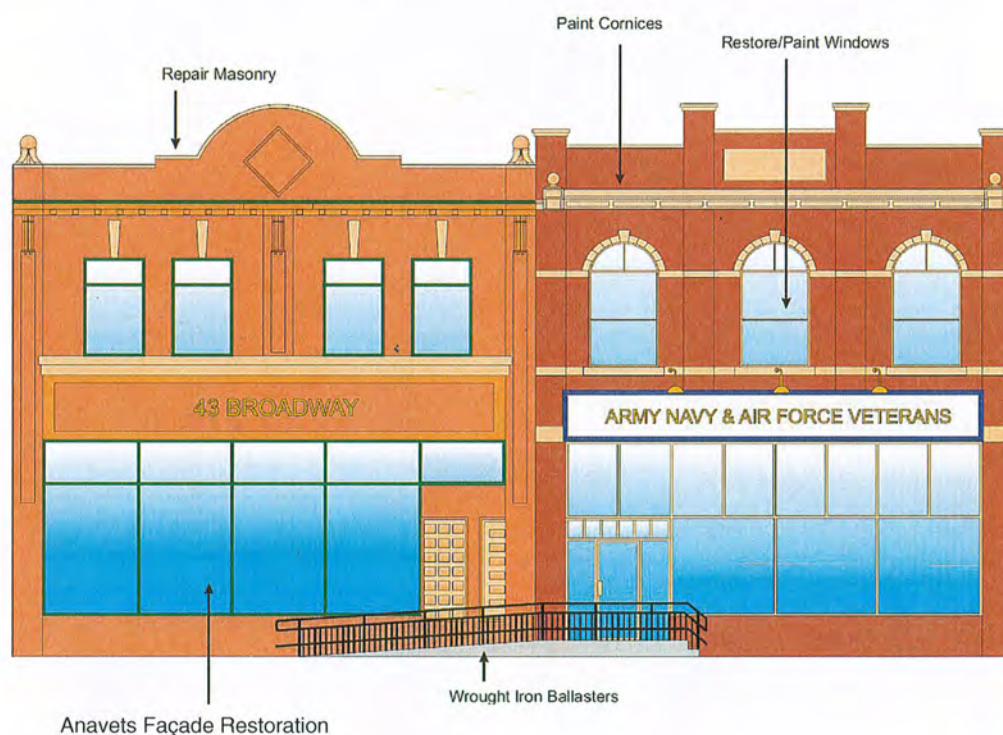 Paint Cornices
Restore/Paint Windows
Repair Masonry
43 BROADWAY
ARMY NAVY & AIR FORCE VETERANS
Wrought Iron Ballasters
Anavets Façade Restoration